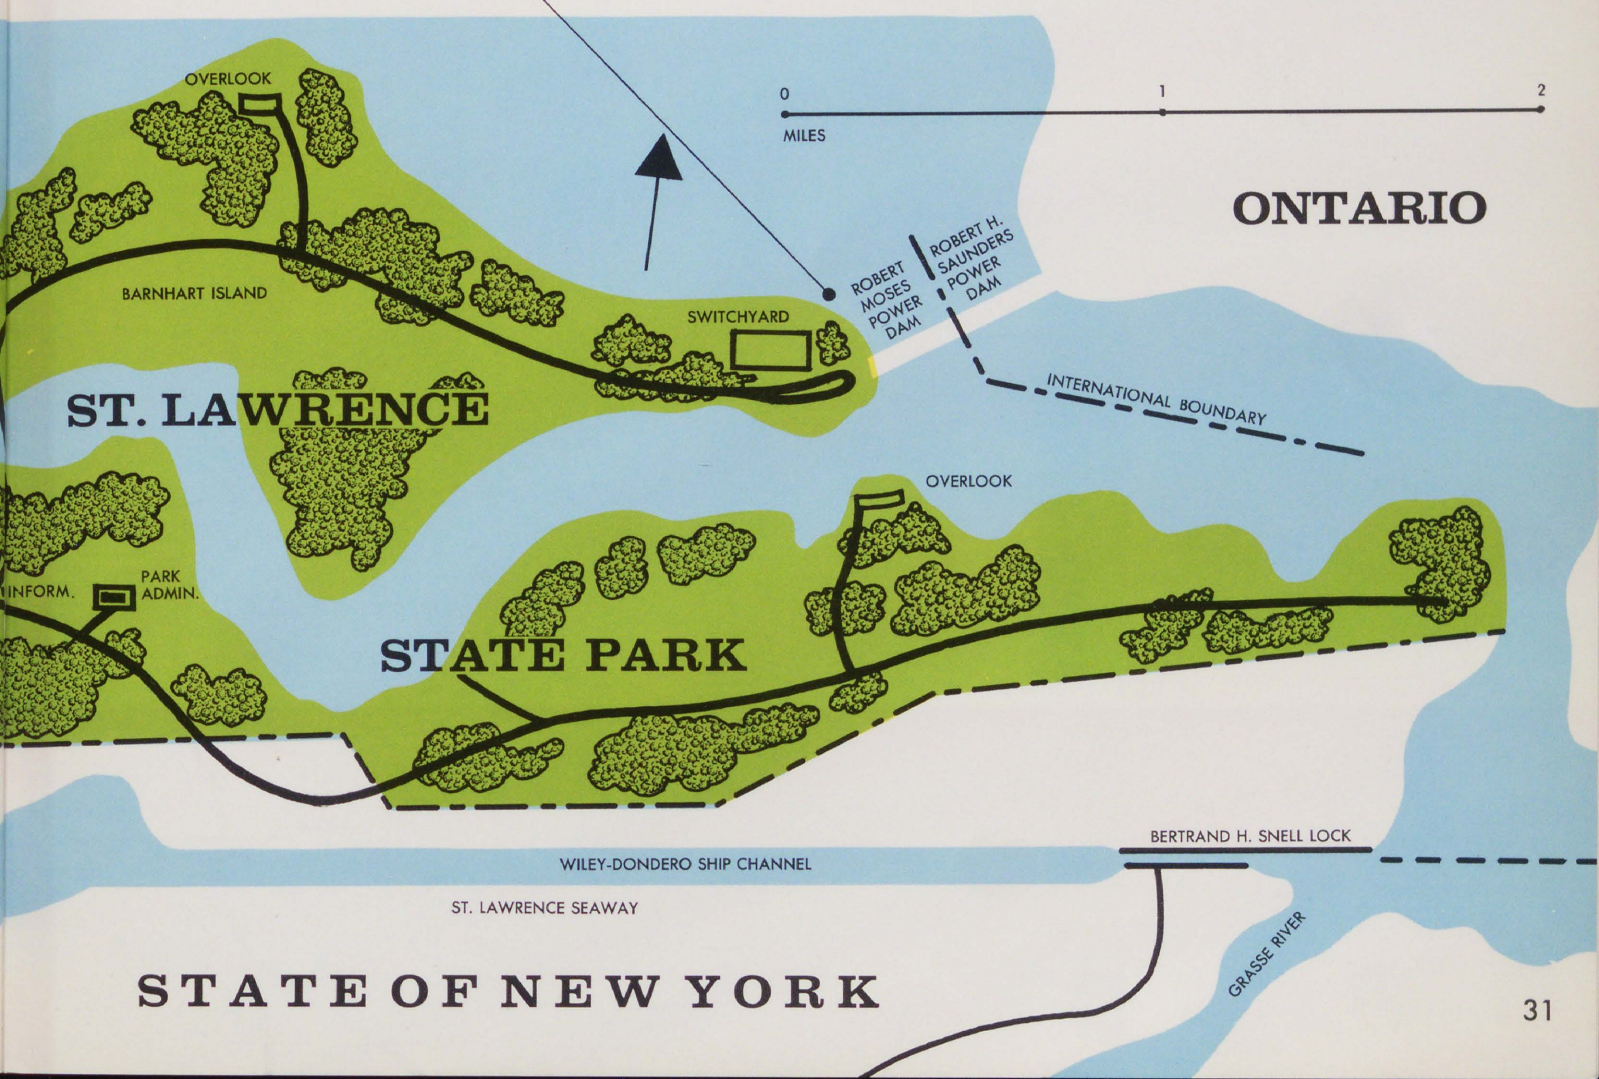 OVERLOOK
0 1 2
MILES
ONTARIO
ROBERT
MOSES
POWER
DAM
ROBERT H.
SAUNDERS
POWER
DAM
BARNHART ISLAND
SWITCHYARD
INTERNATIONAL BOUNDARY
ST. LAWRENCE
OVERLOOK
INFORM.
PARK
ADMIN.
STATE PARK
BERTRAND H. SNELL LOCK
WILEY-DONDERO SHIP CHANNEL
ST. LAWRENCE SEAWAY
GRASSE RIVER
STATE OF NEW YORK
31